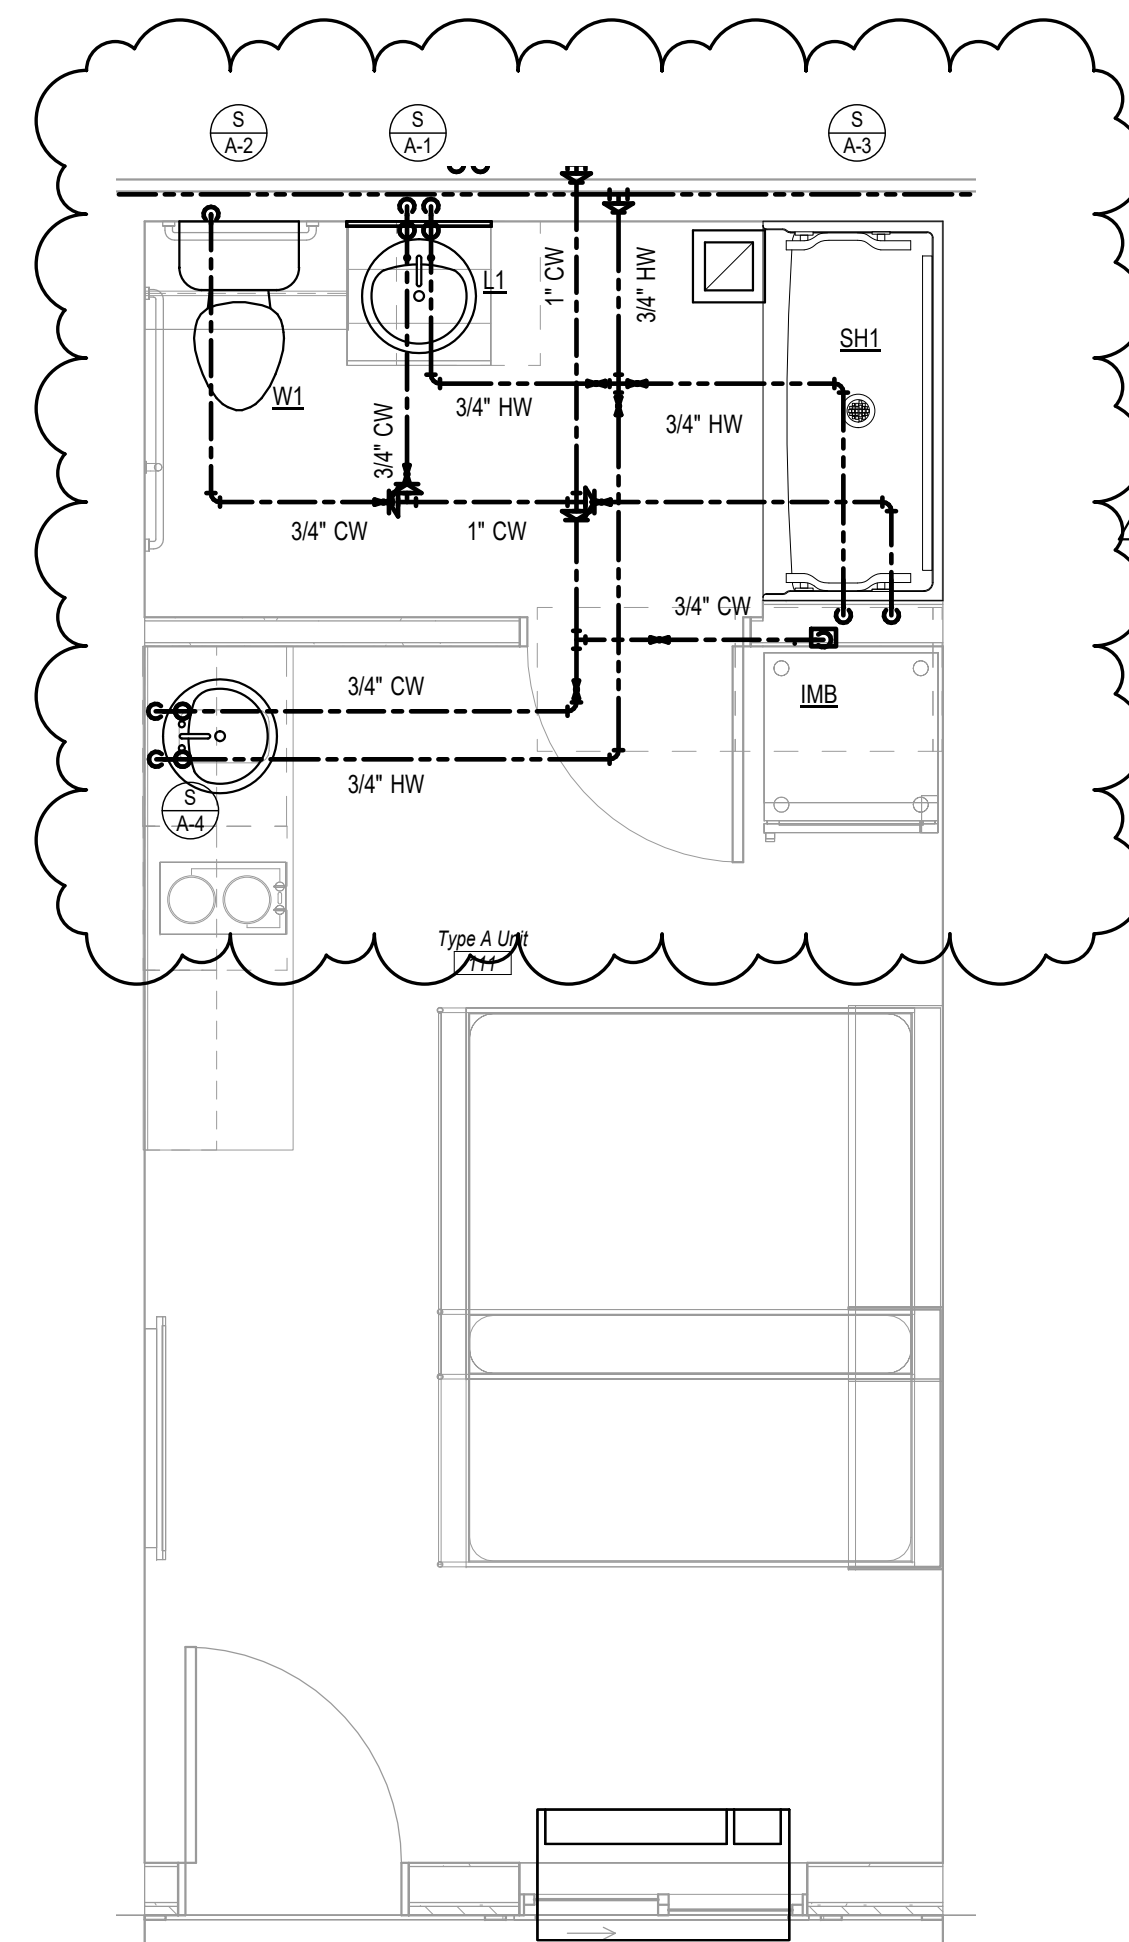 S
A-2
S
A-1
S
A-3
1" CW
3/4" HW
L1
SH1
W1
3/4" HW
3/4" HW
3/4" CW
3/4" CW
1" CW
3/4" CW
3/4" CW
IMB
3/4" HW
S
A-4
Type A Unit
111